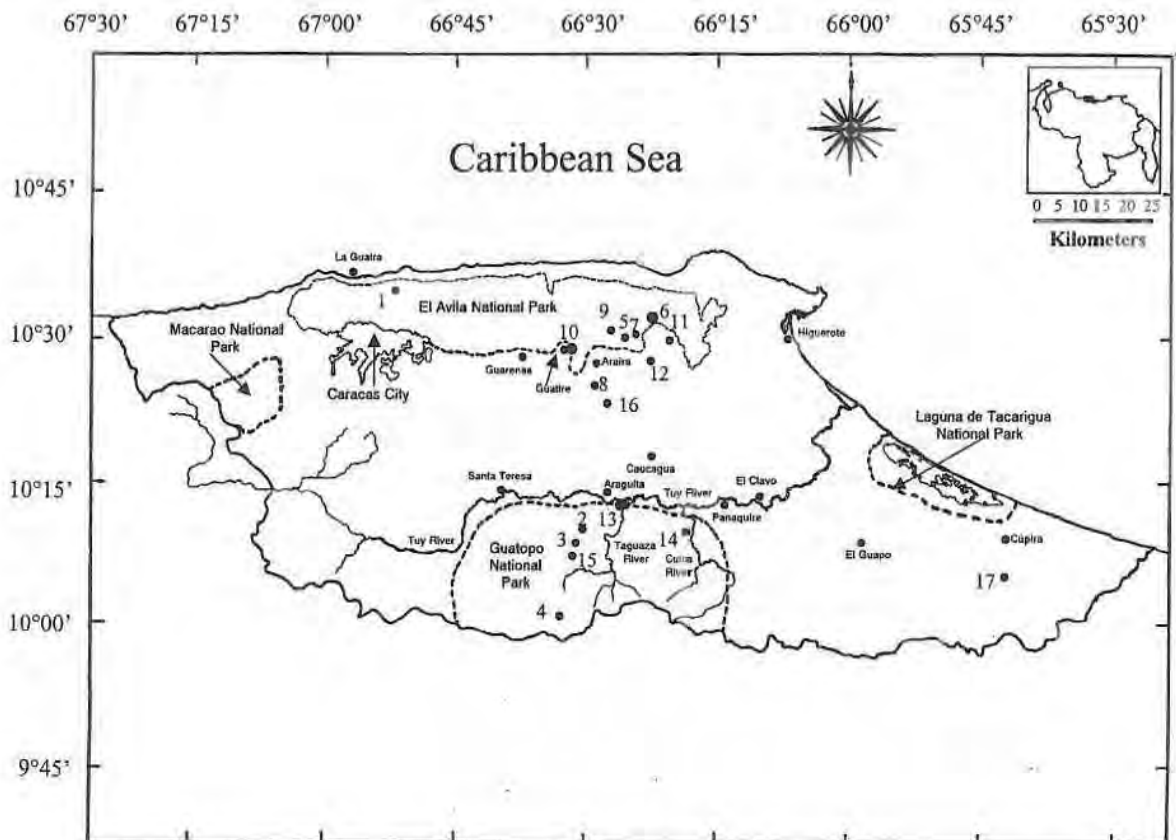 67°30' 67°15' 67°00' 66°45' 66°30' 66°15' 66°00' 65°45' 65°30'
Caribbean Sea
10°45'
0 5 10 15 20 25
Kilometers
La Guaira
1
El Avila National Park
9 5 7 6 11
Higuerote
10°30'
Macarao National
Park
10
Guarenas
Guatire
Araira
12
Caracas City
8
16
Laguna de Tacarigua
National Park
Caucagua
10°15'
Santa Teresa
Araguita
Tuy River
El Clavo
Panaquire
13
2
Tuy River
3
Guatopo
National
Park
15
Taguaza
River
14
River
El Guapo
Cúpira
17
4
10°00'
9°45'